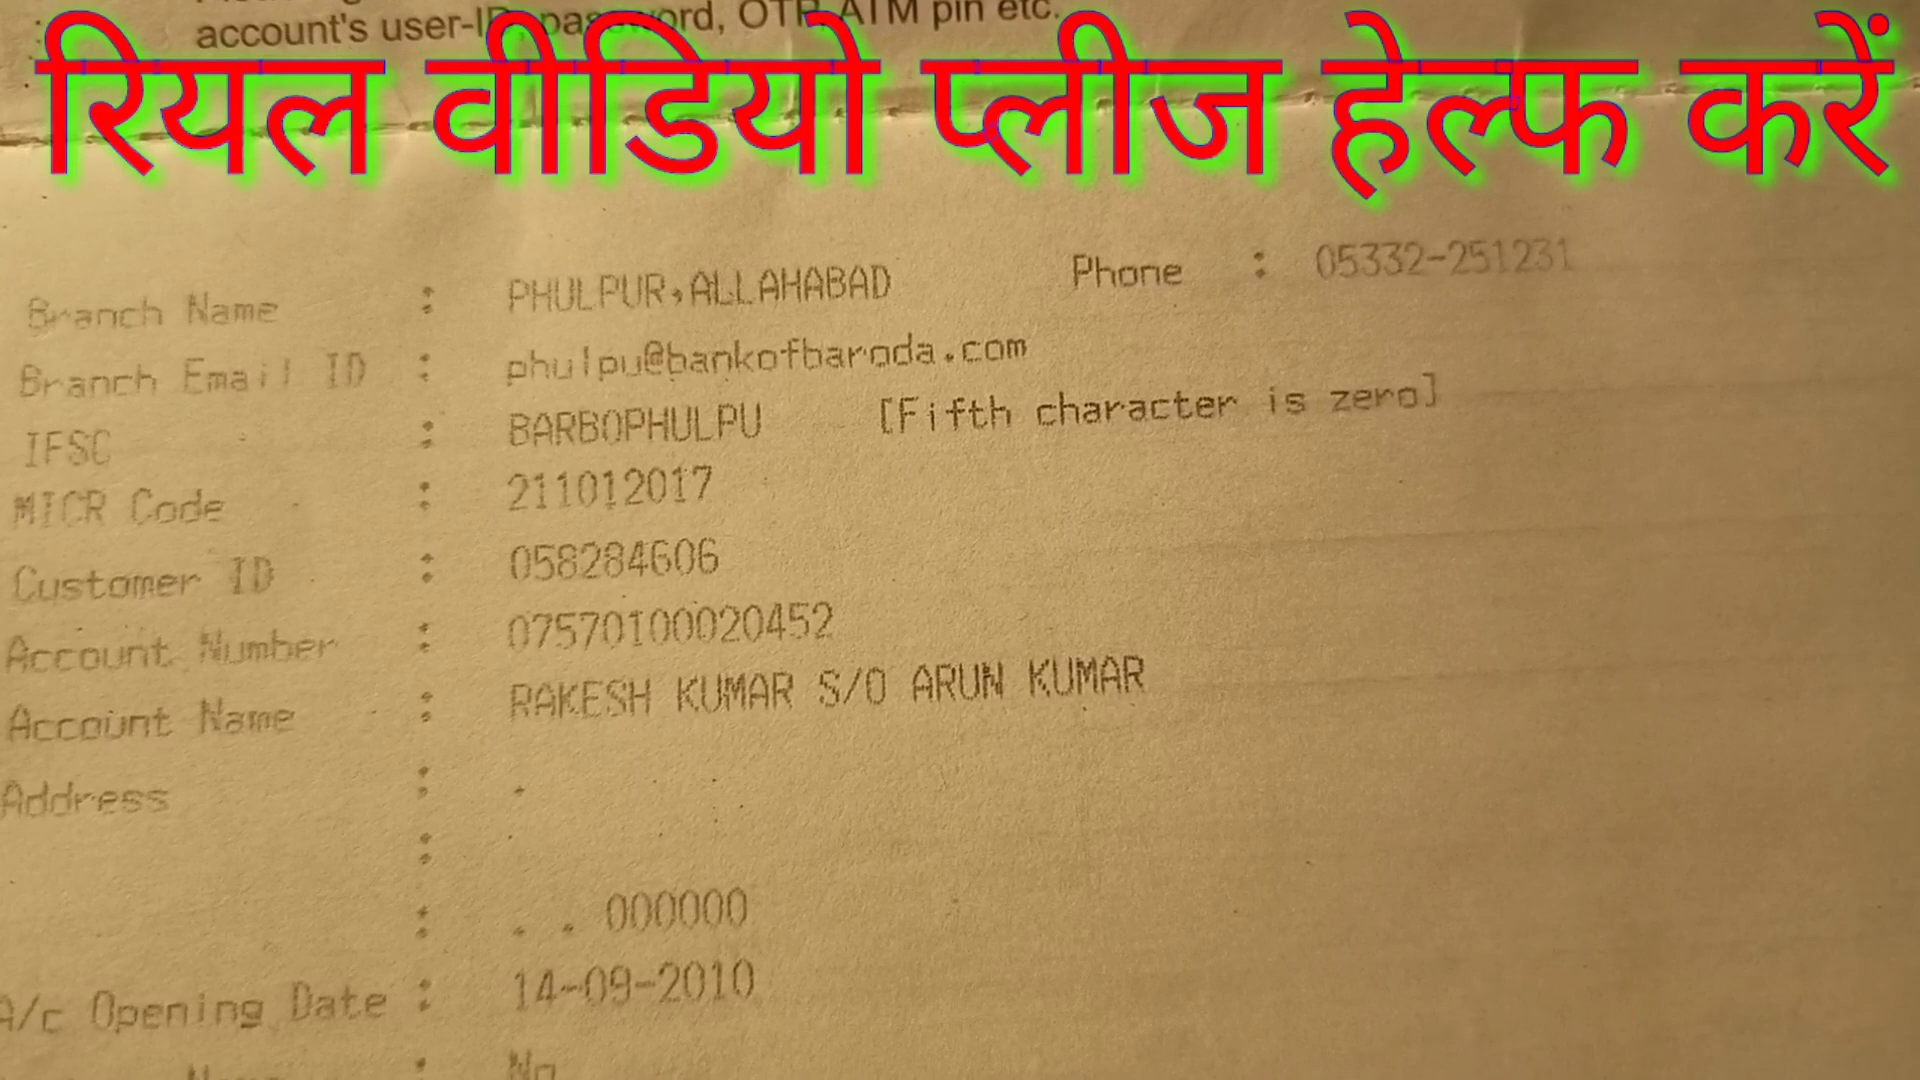 account's user-ID, password, OTP, ATM pin etc.
रियल वीडियो प्लीज हेल्फ करें
Branch Name : PHULPUR,ALLAHABAD Phone : 05332-251231
Branch Email ID : phulpu@bankofbaroda.com
IFSC : BARB0PHULPU [Fifth character is zero]
MICR Code : 211012017
Customer ID : 058284606
Account Number : 07570100020452
Account Name : RAKESH KUMAR S/O ARUN KUMAR
Address : .
:
: . . 000000
A/c Opening Date : 14-09-2010
: No